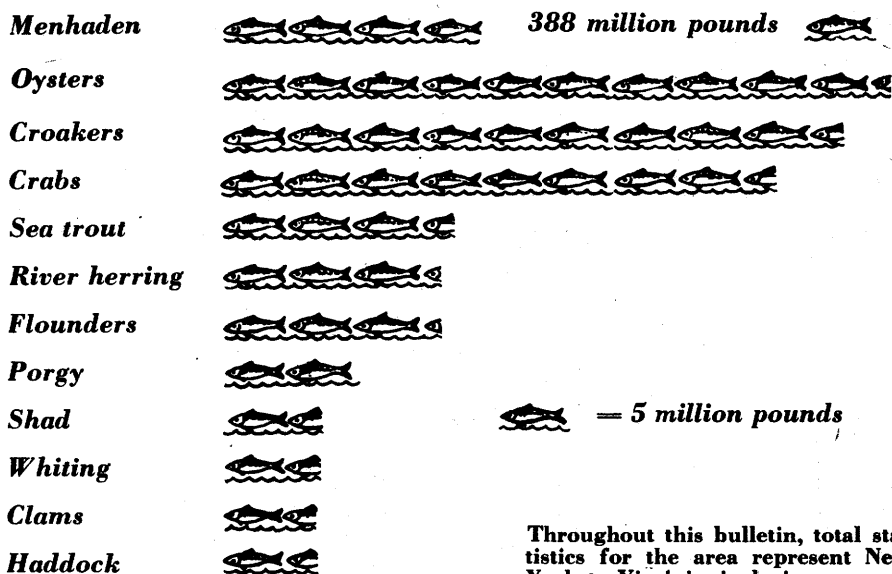 Menhaden 388 million pounds
Oysters
Croakers
Crabs
Sea trout
River herring
Flounders
Porgy
Shad = 5 million pounds
Whiting
Clams
Haddock
Throughout this bulletin, total sta
tistics for the area represent Ne